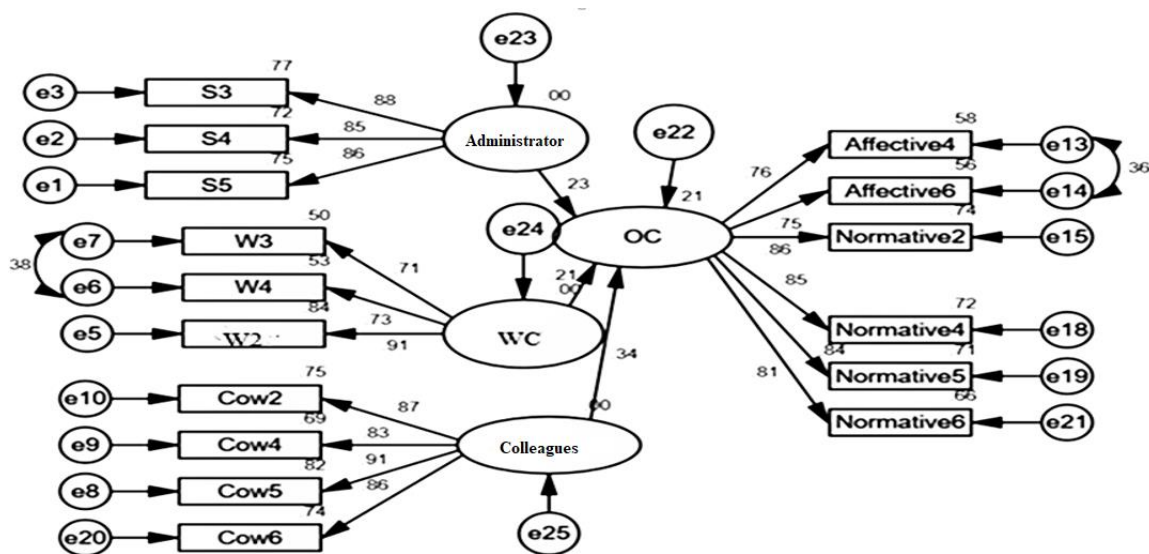 e23
77
e3
S3
88
00
72
Administrator
e22
58
e2
S4
85
Affective4
e13
75
86
76
56
36
e1
S5
23
21
Affective6
e14
50
74
e7
W3
e24
OC
75
Normative2
e15
53
71
86
38
e6
W4
21
00
85
84
72
e5
W2
73
WC
Normative4
e18
91
34
84
71
75
81
Normative5
e19
e10
Cow2
87
00
66
69
Normative6
e21
e9
Cow4
83
Colleagues
82
91
e8
Cow5
86
74
e20
Cow6
e25